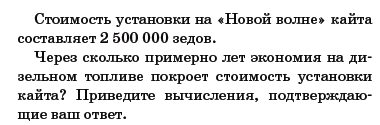 Стоимость установки на «Новой волне» кайта
составляет 2 500 000 зедов.
Через сколько примерно лет экономия на ди-
зельном топливе покроет стоимость установки
кайта? Приведите вычисления, подтверждаю-
щие ваш ответ.